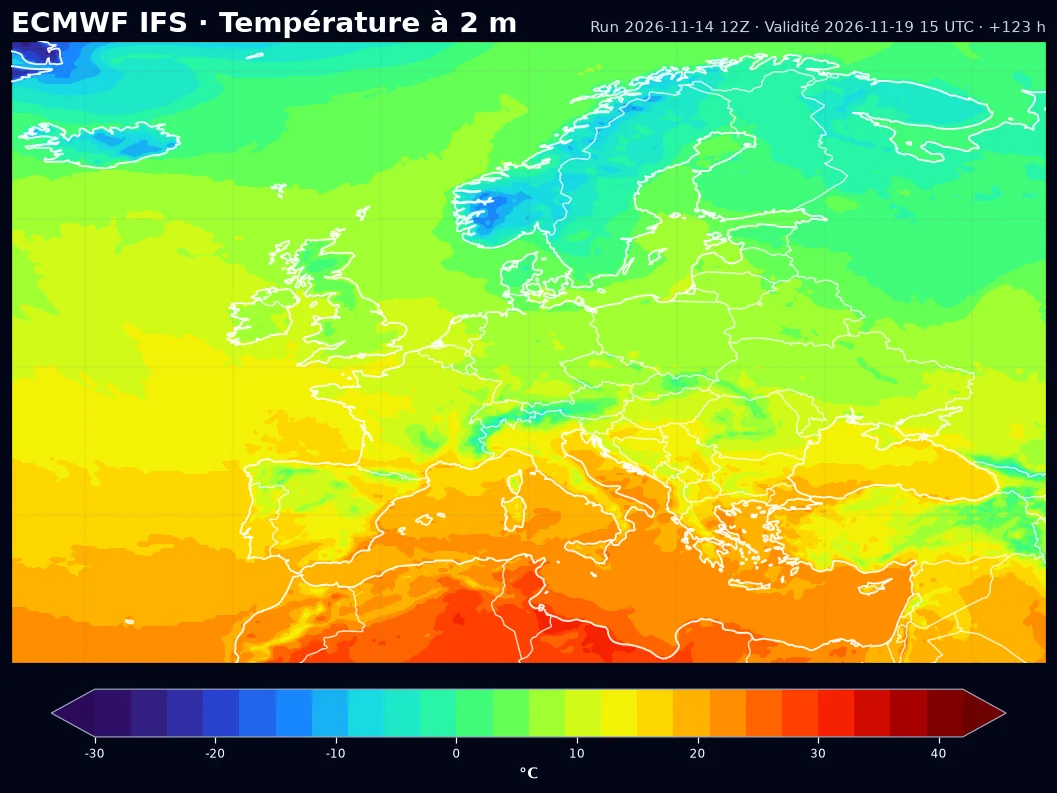 ECMWF IFS · Température à 2 m
Run 2026-11-14 12Z · Validité 2026-11-19 15 UTC · +123 h
-30 -20 -10 0 10 20 30 40
°C